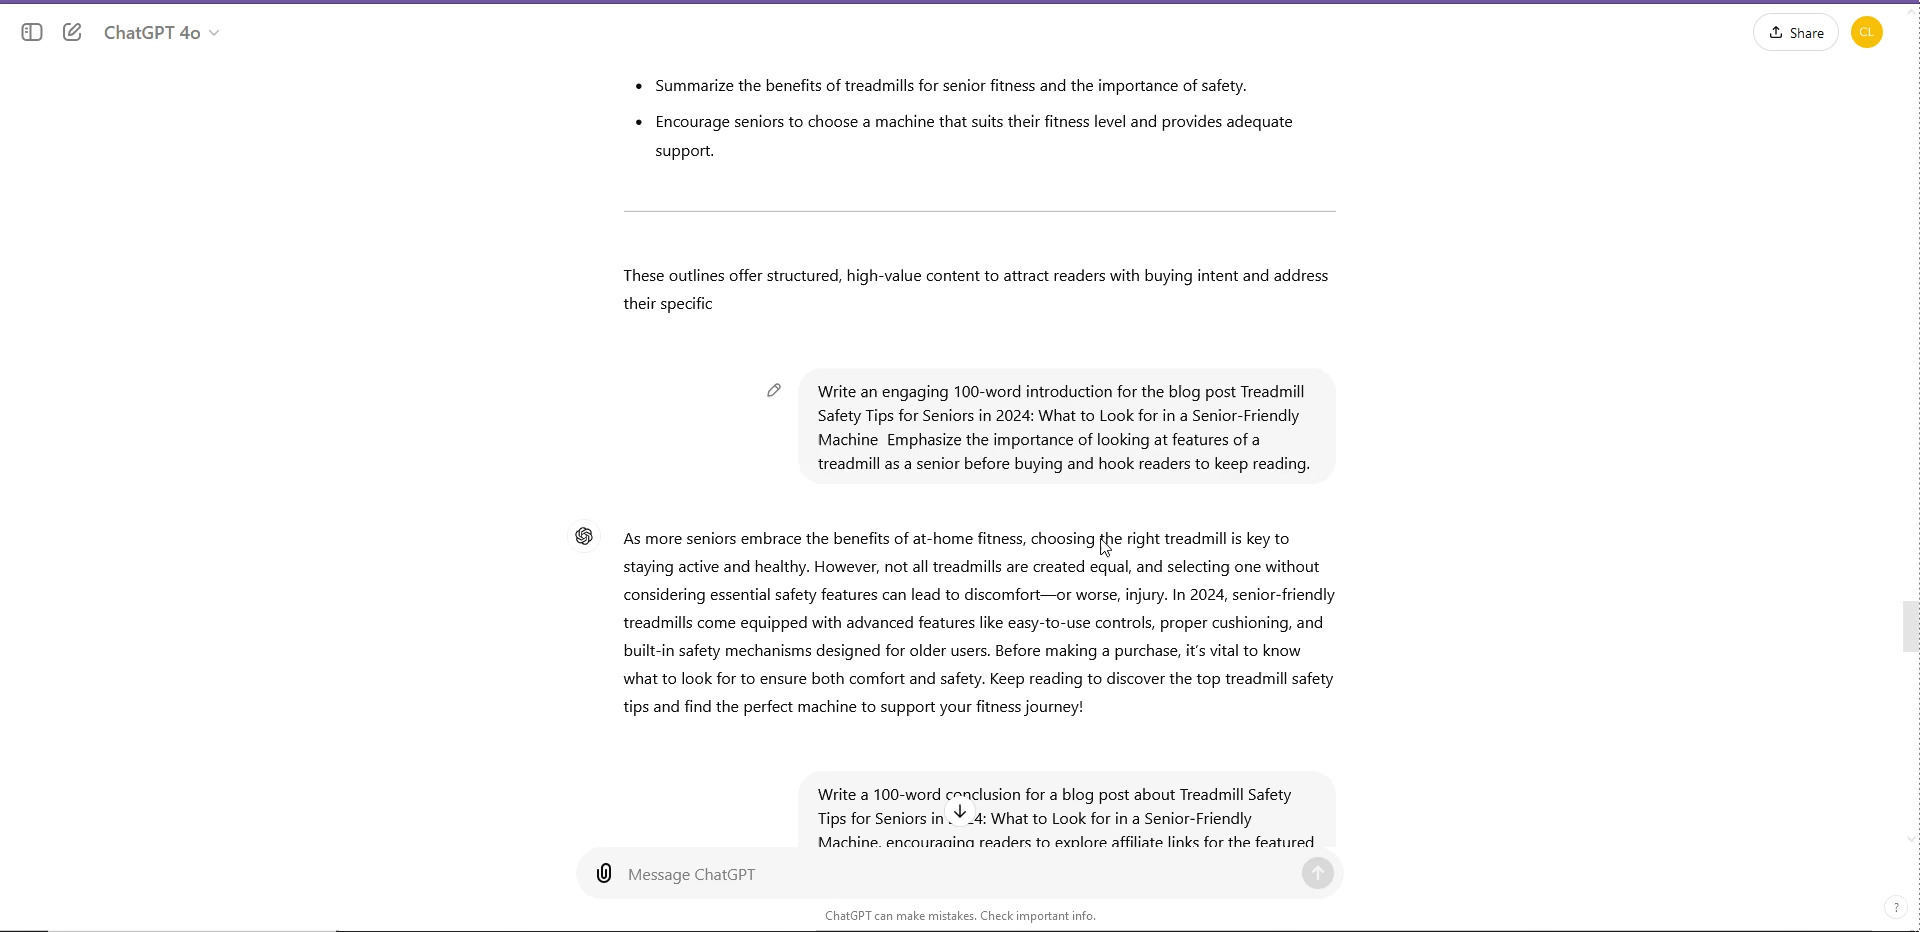 ChatGPT 4o
Share
CL
Summarize the benefits of treadmills for senior fitness and the importance of safety.
Encourage seniors to choose a machine that suits their fitness level and provides adequate
support.
These outlines offer structured, high-value content to attract readers with buying intent and address
their specific
Write an engaging 100-word introduction for the blog post Treadmill
Safety Tips for Seniors in 2024: What to Look for in a Senior-Friendly
Machine  Emphasize the importance of looking at features of a
treadmill as a senior before buying and hook readers to keep reading.
As more seniors embrace the benefits of at-home fitness, choosing the right treadmill is key to
staying active and healthy. However, not all treadmills are created equal, and selecting one without
considering essential safety features can lead to discomfort—or worse, injury. In 2024, senior-friendly
treadmills come equipped with advanced features like easy-to-use controls, proper cushioning, and
built-in safety mechanisms designed for older users. Before making a purchase, it's vital to know
what to look for to ensure both comfort and safety. Keep reading to discover the top treadmill safety
tips and find the perfect machine to support your fitness journey!
Write a 100-word conclusion for a blog post about Treadmill Safety
Tips for Seniors in 4: What to Look for in a Senior-Friendly
Machine, encouraging readers to explore affiliate links for the featured
Message ChatGPT
ChatGPT can make mistakes. Check important info.
?